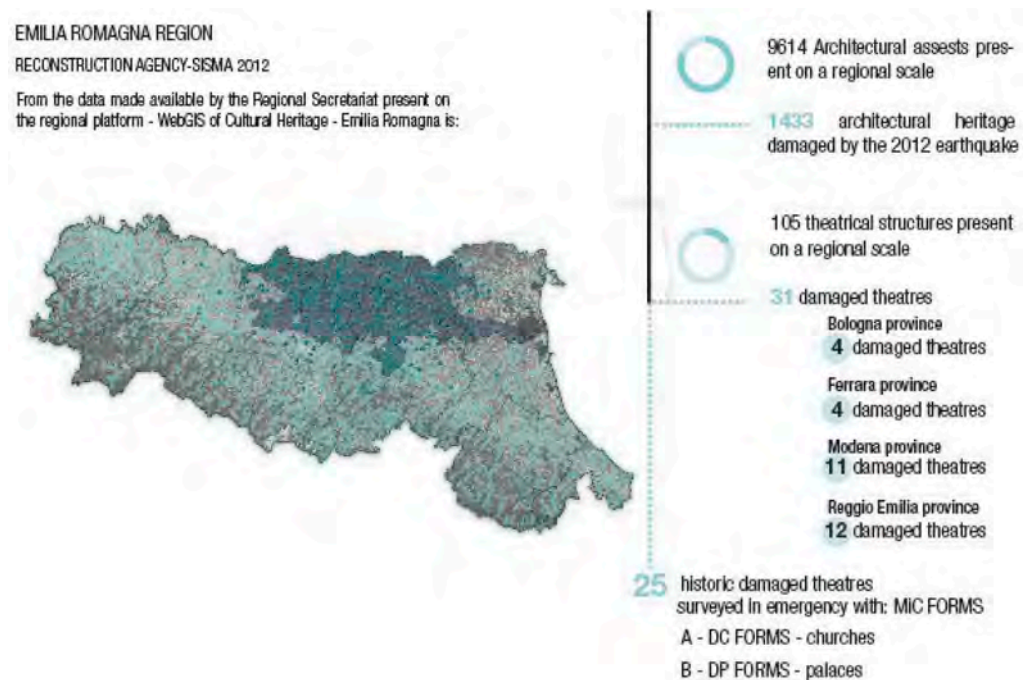 EMILIA ROMAGNA REGION
RECONSTRUCTION AGENCY-SISMA 2012
From the data made available by the Regional Secretariat present on
the regional platform - WebGIS of Cultural Heritage - Emilia Romagna is:
9614 Architectural assests pres-
ent on a regional scale
1433 architectural heritage
damaged by the 2012 earthquake
105 theatrical structures present
on a regional scale
31 damaged theatres
Bologna province
4 damaged theatres
Ferrara province
4 damaged theatres
Modena province
11 damaged theatres
Reggio Emilia province
12 damaged theatres
25 historic damaged theatres
surveyed in emergency with: MiC FORMS
A - DC FORMS - churches
B - DP FORMS - palaces